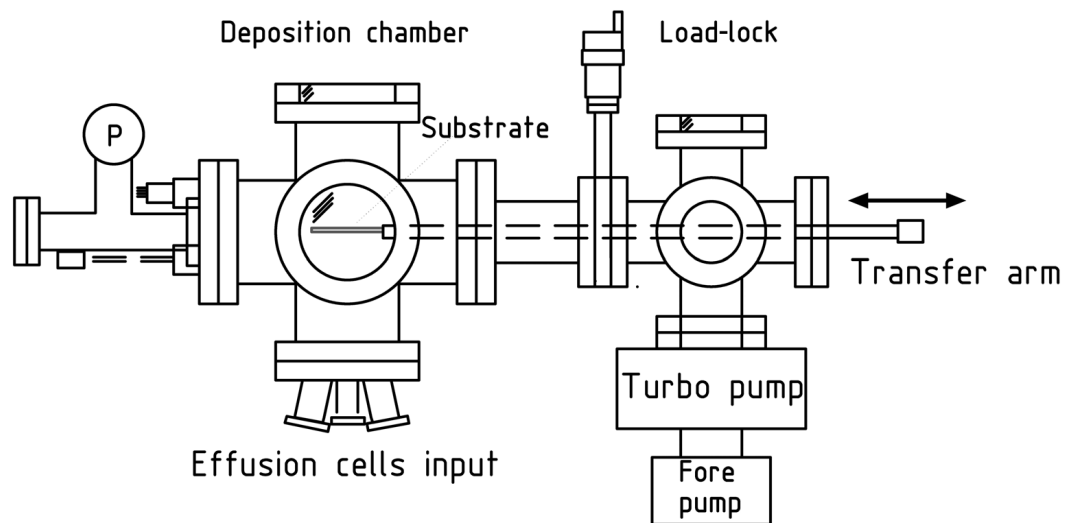 Deposition chamber
Load-lock
P
Substrate
Transfer arm
Turbo pump
Effusion cells input
Fore
pump